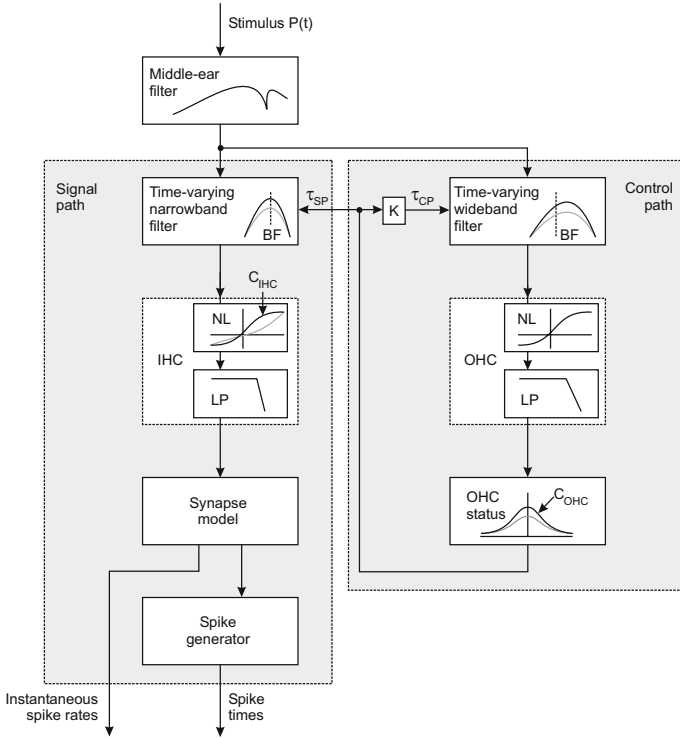 Stimulus P(t)
Middle-ear
filter
Signal
path
Time-varying
narrowband
filter
BF
τSP
K
τCP
Time-varying
wideband
filter
BF
Control
path
CIHC
NL
IHC
LP
NL
OHC
LP
Synapse
model
OHC
status
COHC
Spike
generator
Instantaneous
spike rates
Spike
times